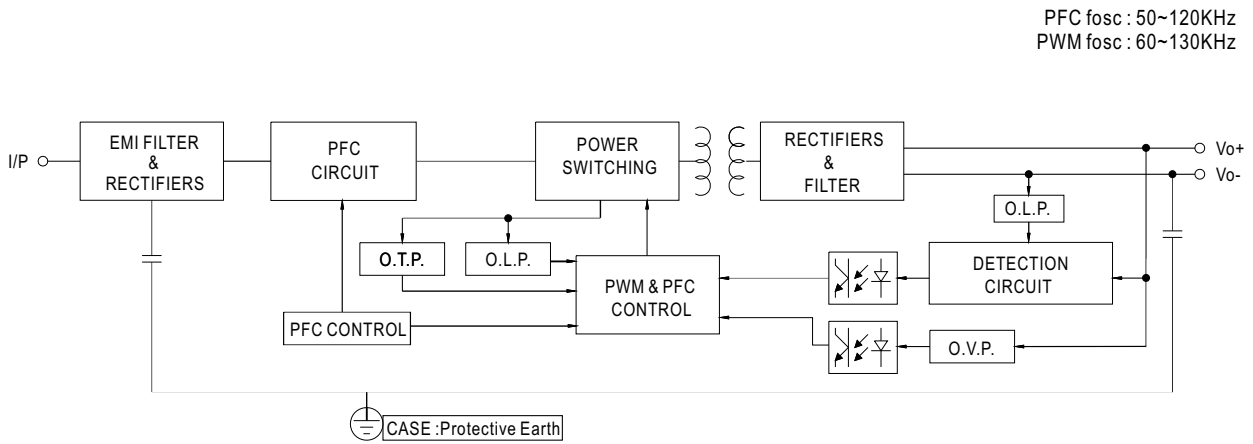 PFC fosc : 50~120KHz
PWM fosc : 60~130KHz
I/P
EMI FILTER
&
RECTIFIERS
PFC
CIRCUIT
POWER
SWITCHING
RECTIFIERS
&
FILTER
Vo+
Vo-
O.L.P.
O.T.P.
O.L.P.
PWM & PFC
CONTROL
DETECTION
CIRCUIT
PFC CONTROL
O.V.P.
CASE :Protective Earth